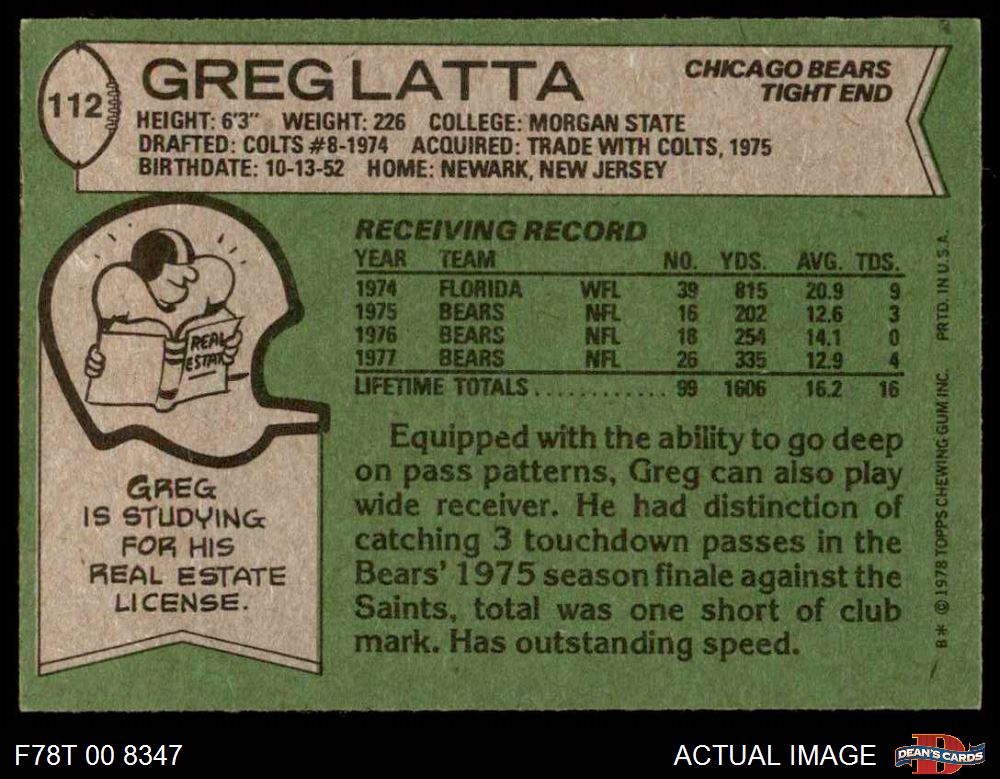 112
GREG LATTA
CHICAGO BEARS
TIGHT END
HEIGHT: 6'3" WEIGHT: 226 COLLEGE: MORGAN STATE
DRAFTED: COLTS #8-1974 ACQUIRED: TRADE WITH COLTS, 1975
BIRTHDATE: 10-13-52 HOME: NEWARK, NEW JERSEY
REAL
ESTATE
GREG
IS STUDYING
FOR HIS
REAL ESTATE
LICENSE.
RECEIVING RECORD
YEAR TEAM NO. YDS. AVG. TDS.
1974 FLORIDA WFL 39 815 20.9 9
1975 BEARS NFL 16 202 12.6 3
1976 BEARS NFL 18 254 14.1 0
1977 BEARS NFL 26 335 12.9 4
LIFETIME TOTALS............ 99 1606 16.2 16
Equipped with the ability to go deep
on pass patterns, Greg can also play
wide receiver. He had distinction of
catching 3 touchdown passes in the
Bears' 1975 season finale against the
Saints, total was one short of club
mark. Has outstanding speed.
B* © 1978 TOPPS CHEWING GUM INC. PRTD. IN U.S.A.
F78T 00 8347
ACTUAL IMAGE
DEAN'S CARDS